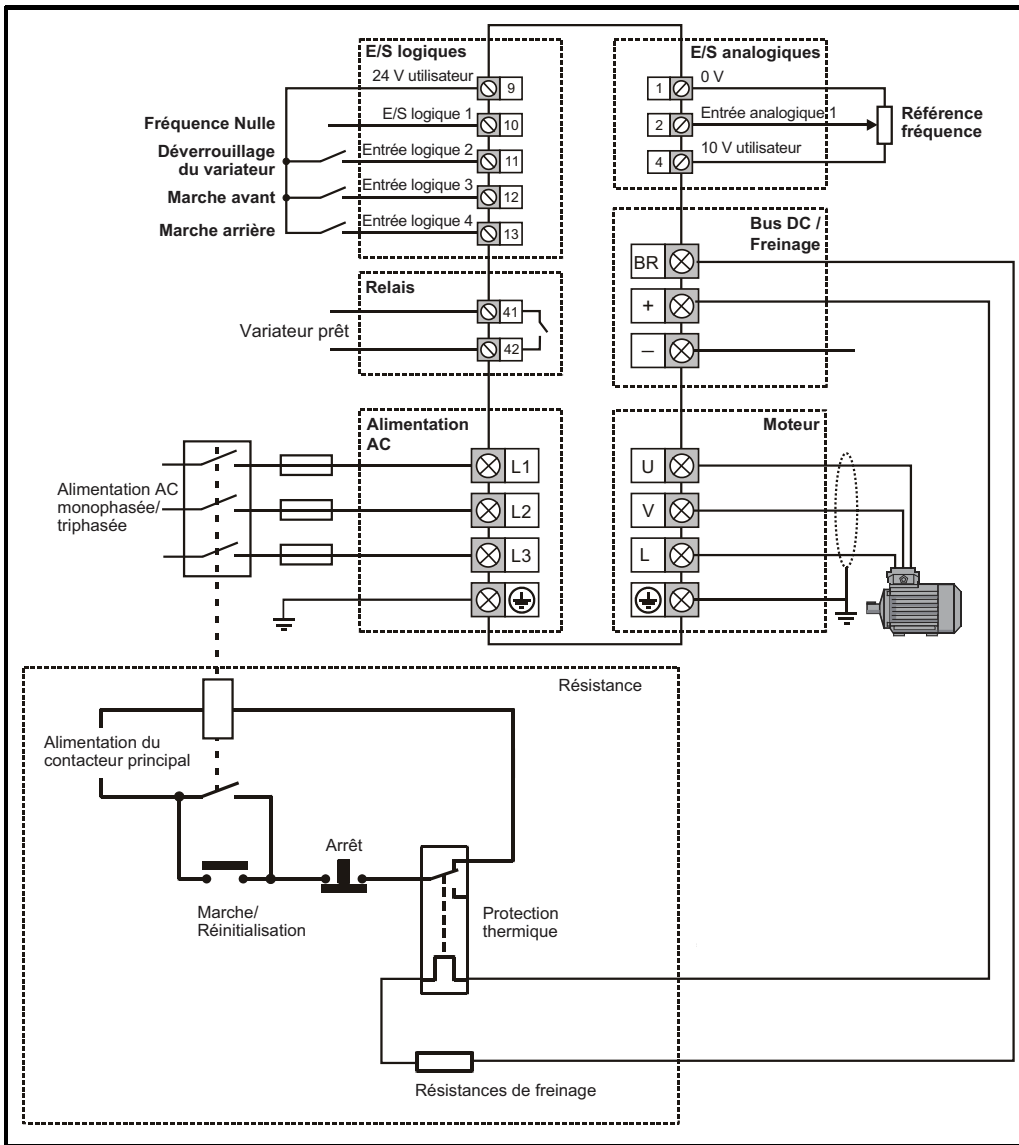 E/S logiques
24 V utilisateur
9
Fréquence Nulle
E/S logique 1
10
Déverrouillage
du variateur
Entrée logique 2
11
Marche avant
Entrée logique 3
12
Marche arrière
Entrée logique 4
13
E/S analogiques
1
0 V
2
Entrée analogique 1
4
10 V utilisateur
Référence
fréquence
Relais
Variateur prêt
41
42
Bus DC /
Freinage
BR
+
–
Alimentation
AC
Alimentation AC
monophasée/
triphasée
L1
L2
L3
Moteur
U
V
L
Résistance
Alimentation du
contacteur principal
Arrêt
Marche/
Réinitialisation
Protection
thermique
Résistances de freinage